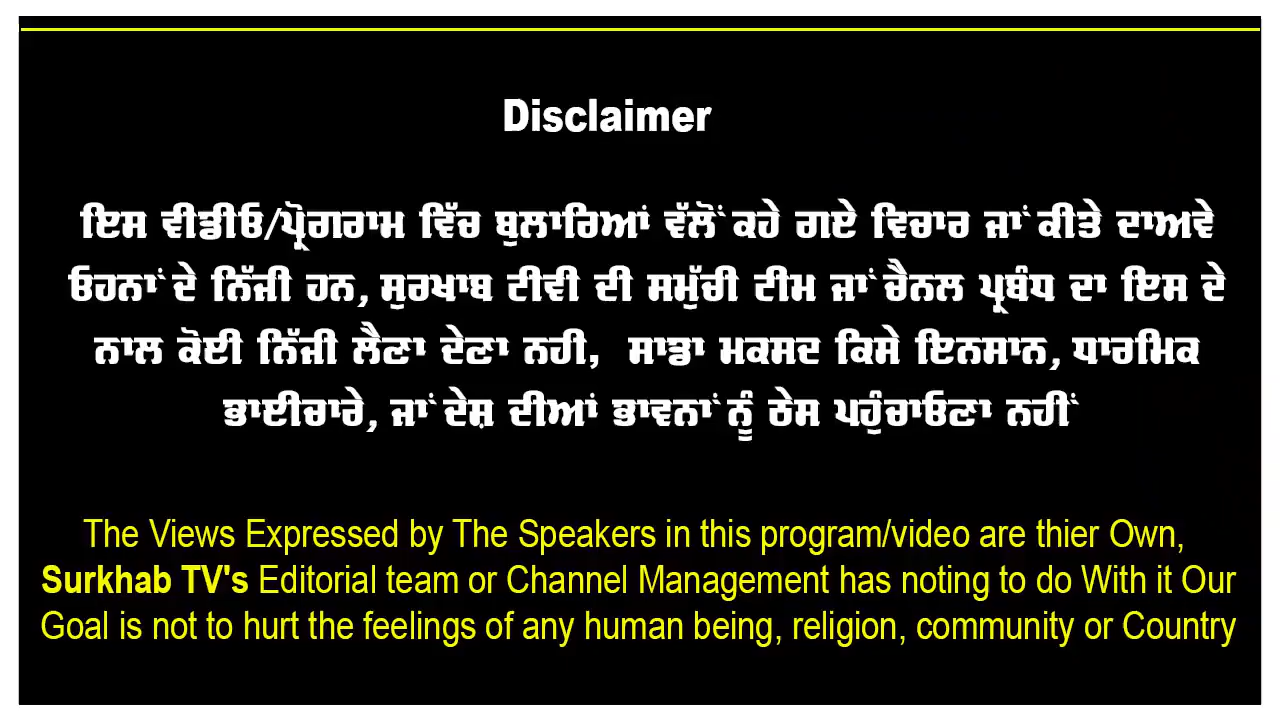 Disclaimer
ਇਸ ਵੀਡੀਓ/ਪ੍ਰੋਗਰਾਮ ਵਿੱਚ ਬੁਲਾਰਿਆਂ ਵੱਲੋਂ ਕਹੇ ਗਏ ਵਿਚਾਰ ਜਾਂ ਕੀਤੇ ਦਾਅਵੇ
ਓਹਨਾਂ ਦੇ ਨਿੱਜੀ ਹਨ, ਸੁਰਖਾਬ ਟੀਵੀ ਦੀ ਸਮੁੱਚੀ ਟੀਮ ਜਾਂ ਚੈਨਲ ਪ੍ਰਬੰਧ ਦਾ ਇਸ ਦੇ
ਨਾਲ ਕੋਈ ਨਿੱਜੀ ਲੈਣਾ ਦੇਣਾ ਨਹੀ, ਸਾਡਾ ਮਕਸਦ ਕਿਸੇ ਇਨਸਾਨ, ਧਾਰਮਿਕ
ਭਾਈਚਾਰੇ, ਜਾਂ ਦੇਸ਼ ਦੀਆਂ ਭਾਵਨਾਂ ਨੂੰ ਠੇਸ ਪਹੁੰਚਾਓਣਾ ਨਹੀਂ
The Views Expressed by The Speakers in this program/video are thier Own,
Surkhab TV's Editorial team or Channel Management has noting to do With it Our
Goal is not to hurt the feelings of any human being, religion, community or Country